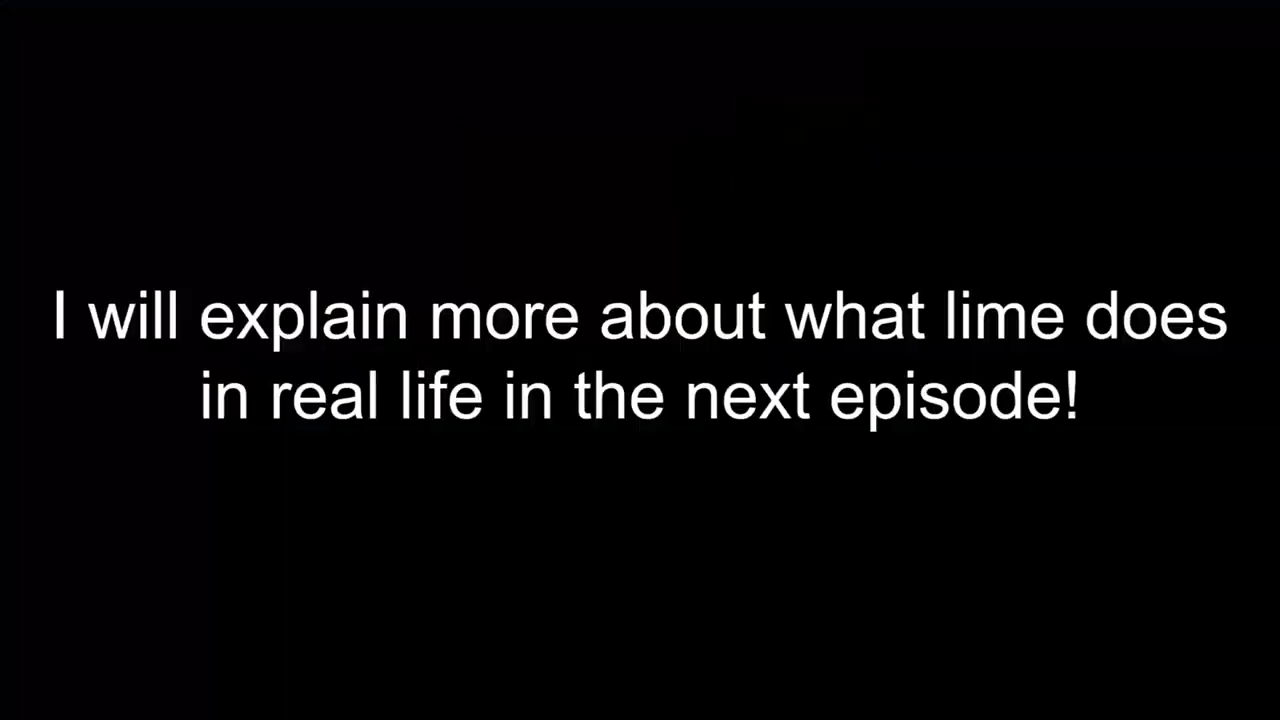 I will explain more about what lime does
in real life in the next episode!